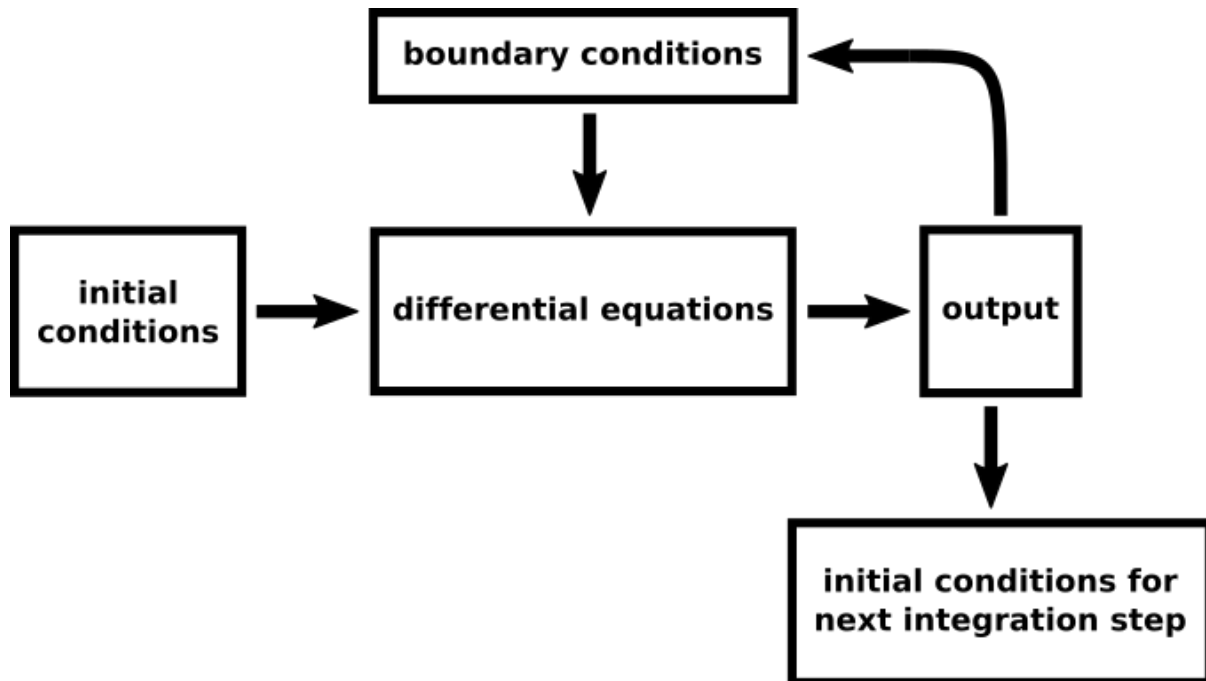 boundary conditions
initial
conditions
differential equations
output
initial conditions for
next integration step